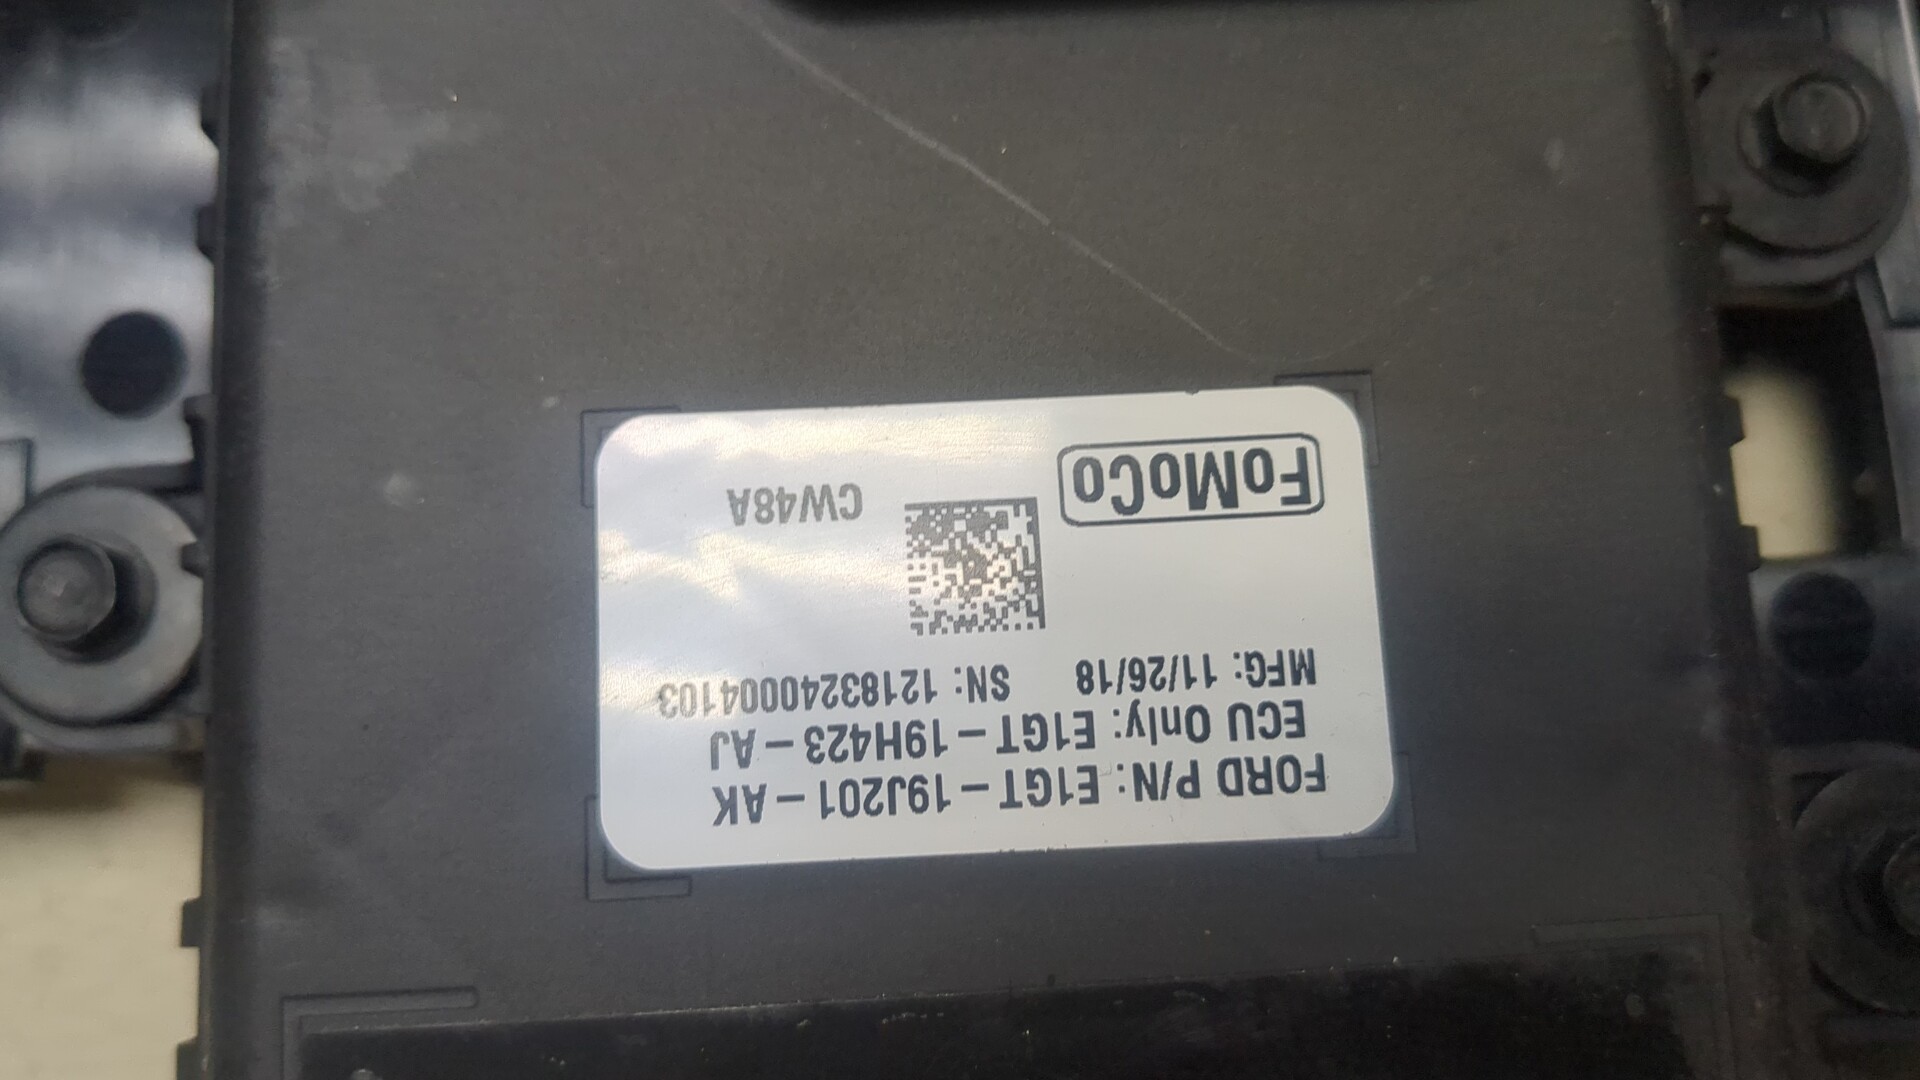 FORD P/N: E1GT-19J201-AK
ECU Only: E1GT-19H423-AJ
MFG: 11/26/18 SN: 12183240004103
FoMoCo
CW48A